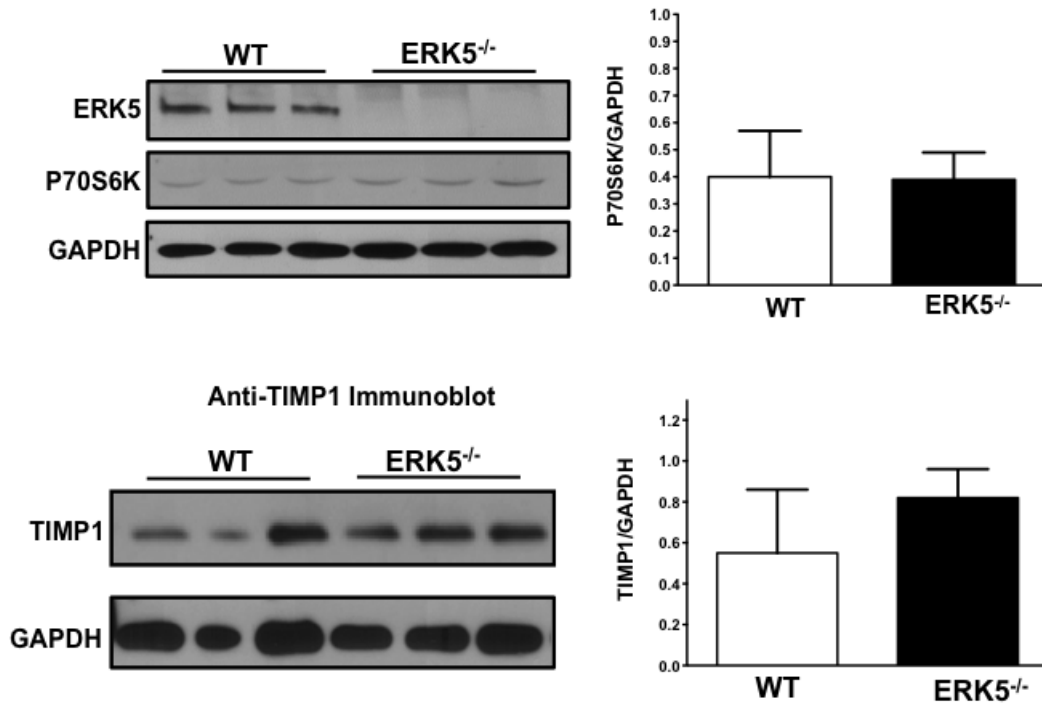 WT ERK5-/-
ERK5
P70S6K
GAPDH
P70S6K/GAPDH
1.0
0.9
0.8
0.7
0.6
0.5
0.4
0.3
0.2
0.1
0.0
WT ERK5-/-
Anti-TIMP1 Immunoblot
WT ERK5-/-
TIMP1
GAPDH
TIMP1/GAPDH
1.2
1.0
0.8
0.6
0.4
0.2
0.0
WT ERK5-/-